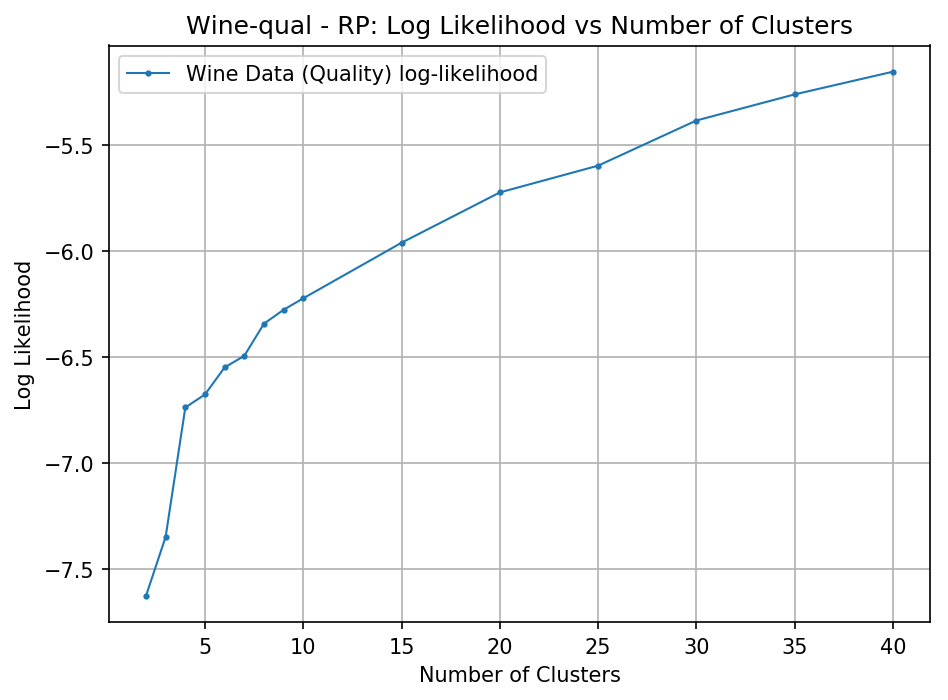 Wine-qual - RP: Log Likelihood vs Number of Clusters
Wine Data (Quality) log-likelihood
Log Likelihood
−5.5
−6.0
−6.5
−7.0
−7.5
5 10 15 20 25 30 35 40
Number of Clusters